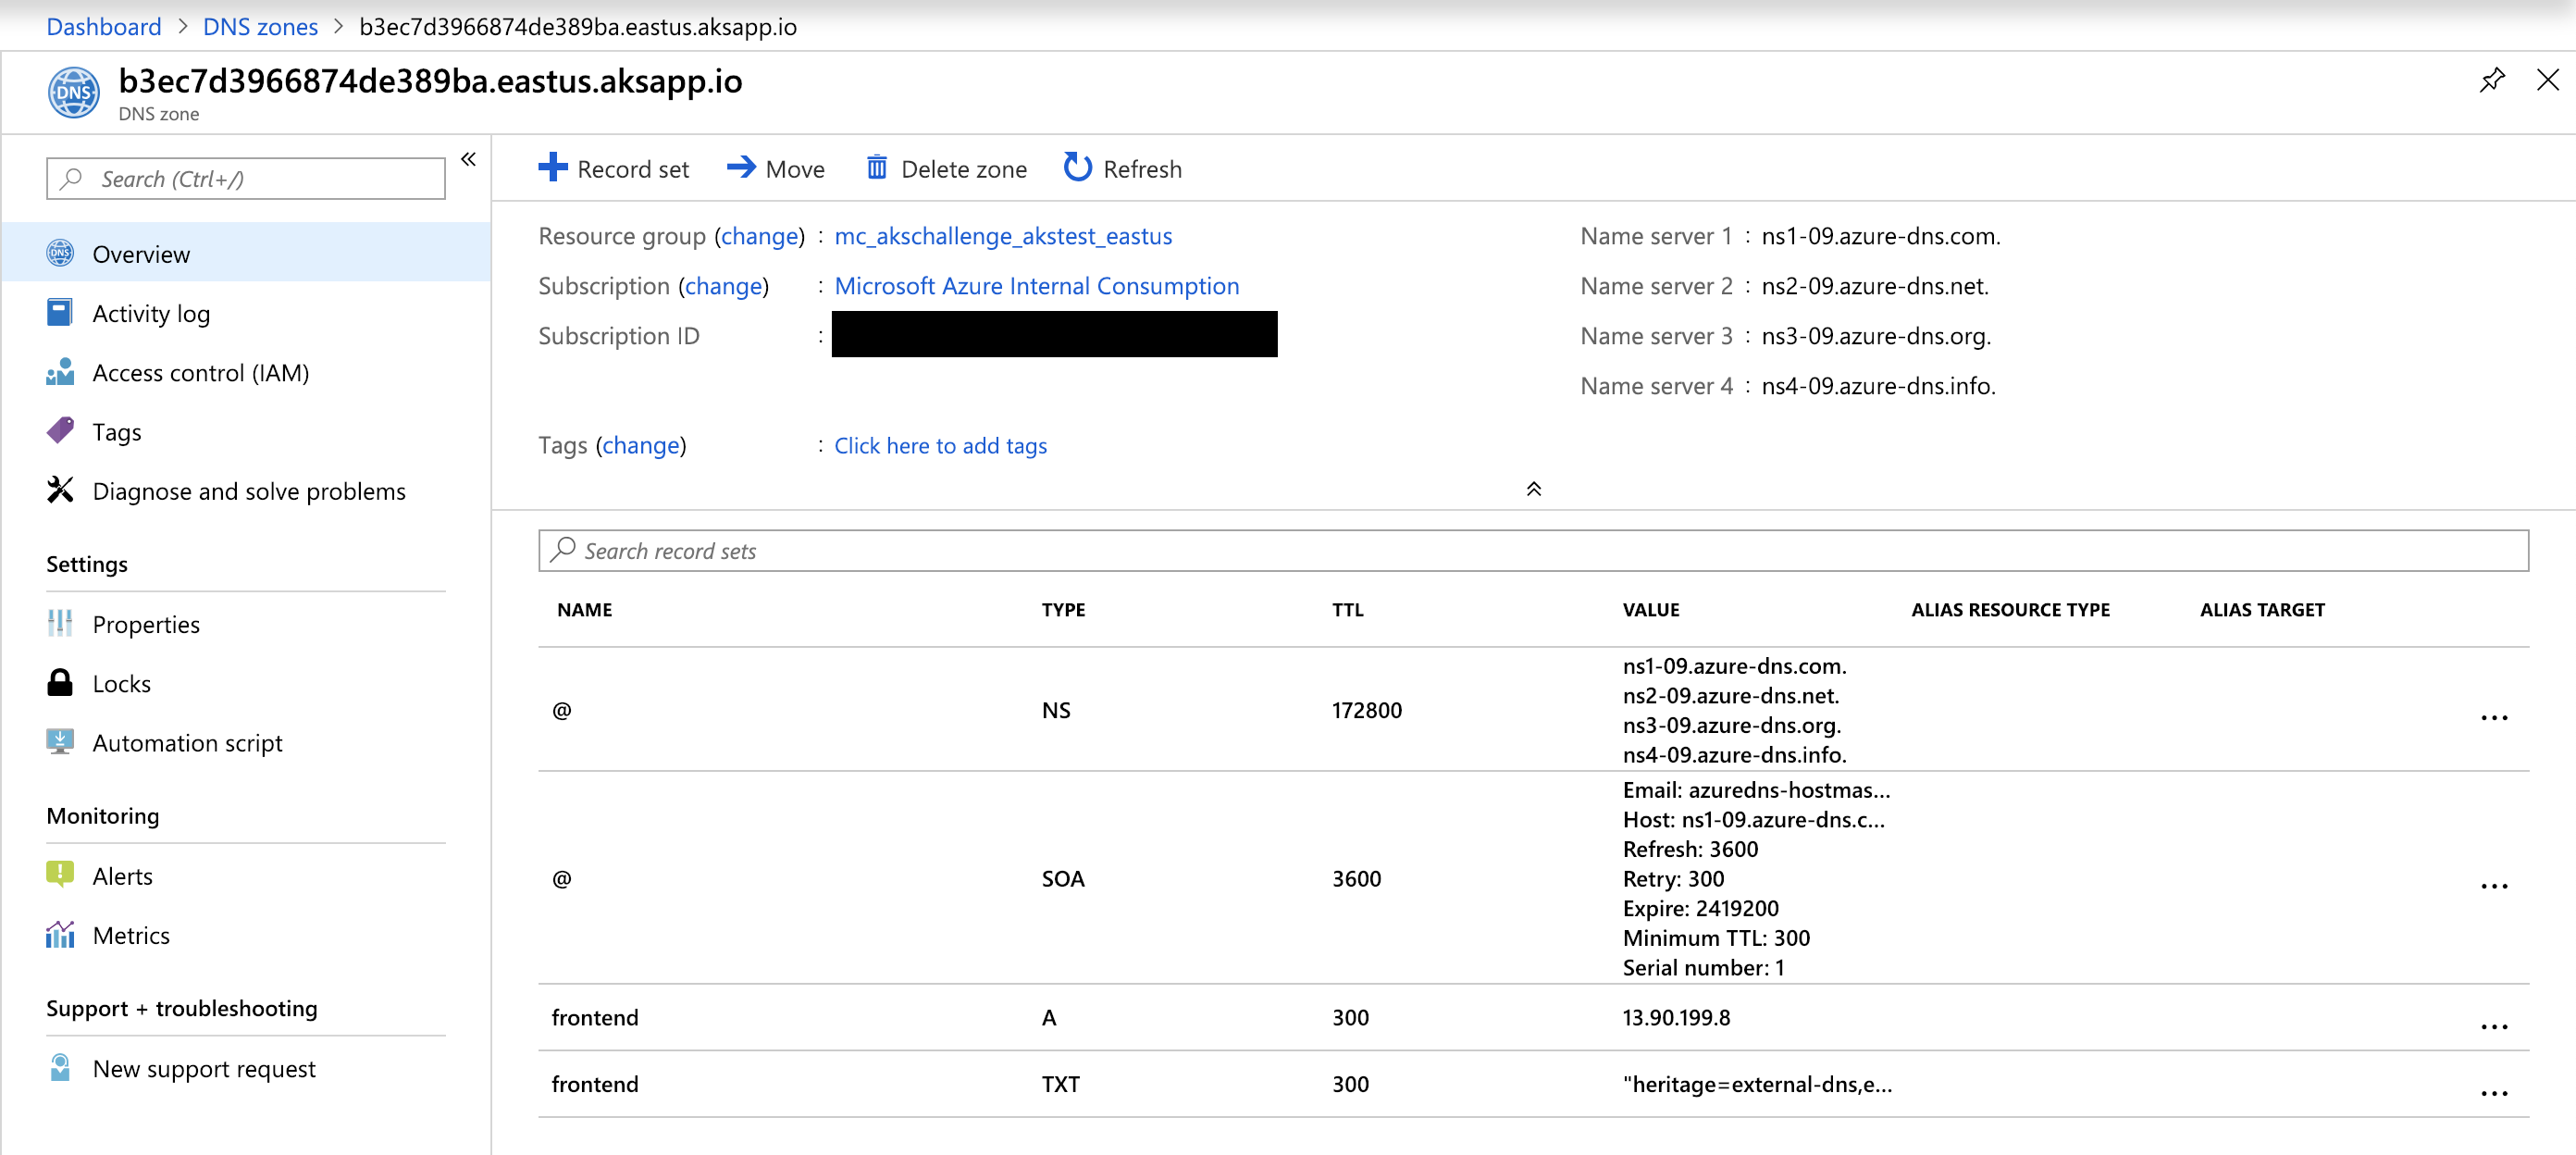 Dashboard > DNS zones > b3ec7d3966874de389ba.eastus.aksapp.io
DNS
b3ec7d3966874de389ba.eastus.aksapp.io
DNS zone
Search (Ctrl+/)
«
DNS
Overview
Activity log
Access control (IAM)
Tags
Diagnose and solve problems
Settings
Properties
Locks
Automation script
Monitoring
Alerts
Metrics
Support + troubleshooting
New support request
Record set Move Delete zone Refresh
Resource group (change) : mc_akschallenge_akstest_eastus
Subscription (change) : Microsoft Azure Internal Consumption
Subscription ID :
Tags (change) : Click here to add tags
Name server 1 : ns1-09.azure-dns.com.
Name server 2 : ns2-09.azure-dns.net.
Name server 3 : ns3-09.azure-dns.org.
Name server 4 : ns4-09.azure-dns.info.
Search record sets
NAME TYPE TTL VALUE ALIAS RESOURCE TYPE ALIAS TARGET
@ NS 172800 ns1-09.azure-dns.com.
ns2-09.azure-dns.net.
ns3-09.azure-dns.org.
ns4-09.azure-dns.info.
...
@ SOA 3600 Email: azuredns-hostmas...
Host: ns1-09.azure-dns.c...
Refresh: 3600
Retry: 300
Expire: 2419200
Minimum TTL: 300
Serial number: 1
...
frontend A 300 13.90.199.8 ...
frontend TXT 300 "heritage=external-dns,e... ...